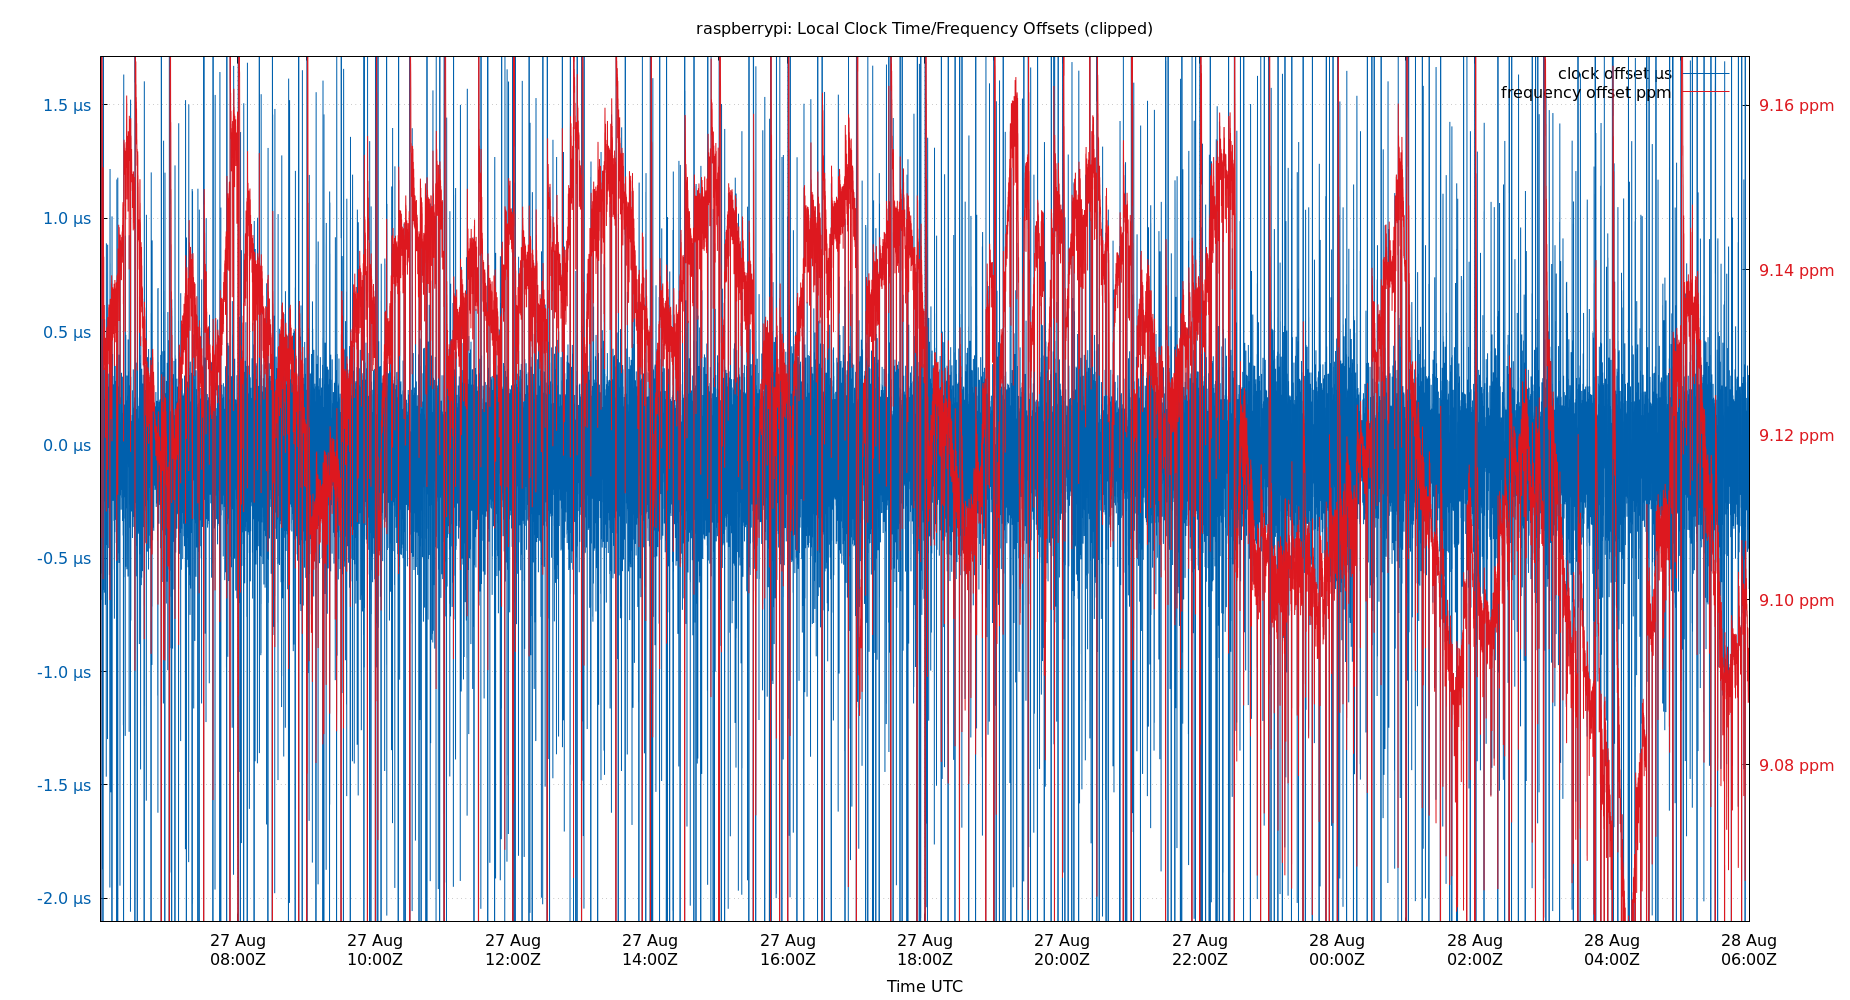 raspberrypi: Local Clock Time/Frequency Offsets (clipped)
clock offset µs
frequency offset ppm
1.5 µs
1.0 µs
0.5 µs
0.0 µs
-0.5 µs
-1.0 µs
-1.5 µs
-2.0 µs
9.16 ppm
9.14 ppm
9.12 ppm
9.10 ppm
9.08 ppm
27 Aug 27 Aug 27 Aug 27 Aug 27 Aug 27 Aug 27 Aug 27 Aug 28 Aug 28 Aug 28 Aug 28 Aug
08:00Z 10:00Z 12:00Z 14:00Z 16:00Z 18:00Z 20:00Z 22:00Z 00:00Z 02:00Z 04:00Z 06:00Z
Time UTC